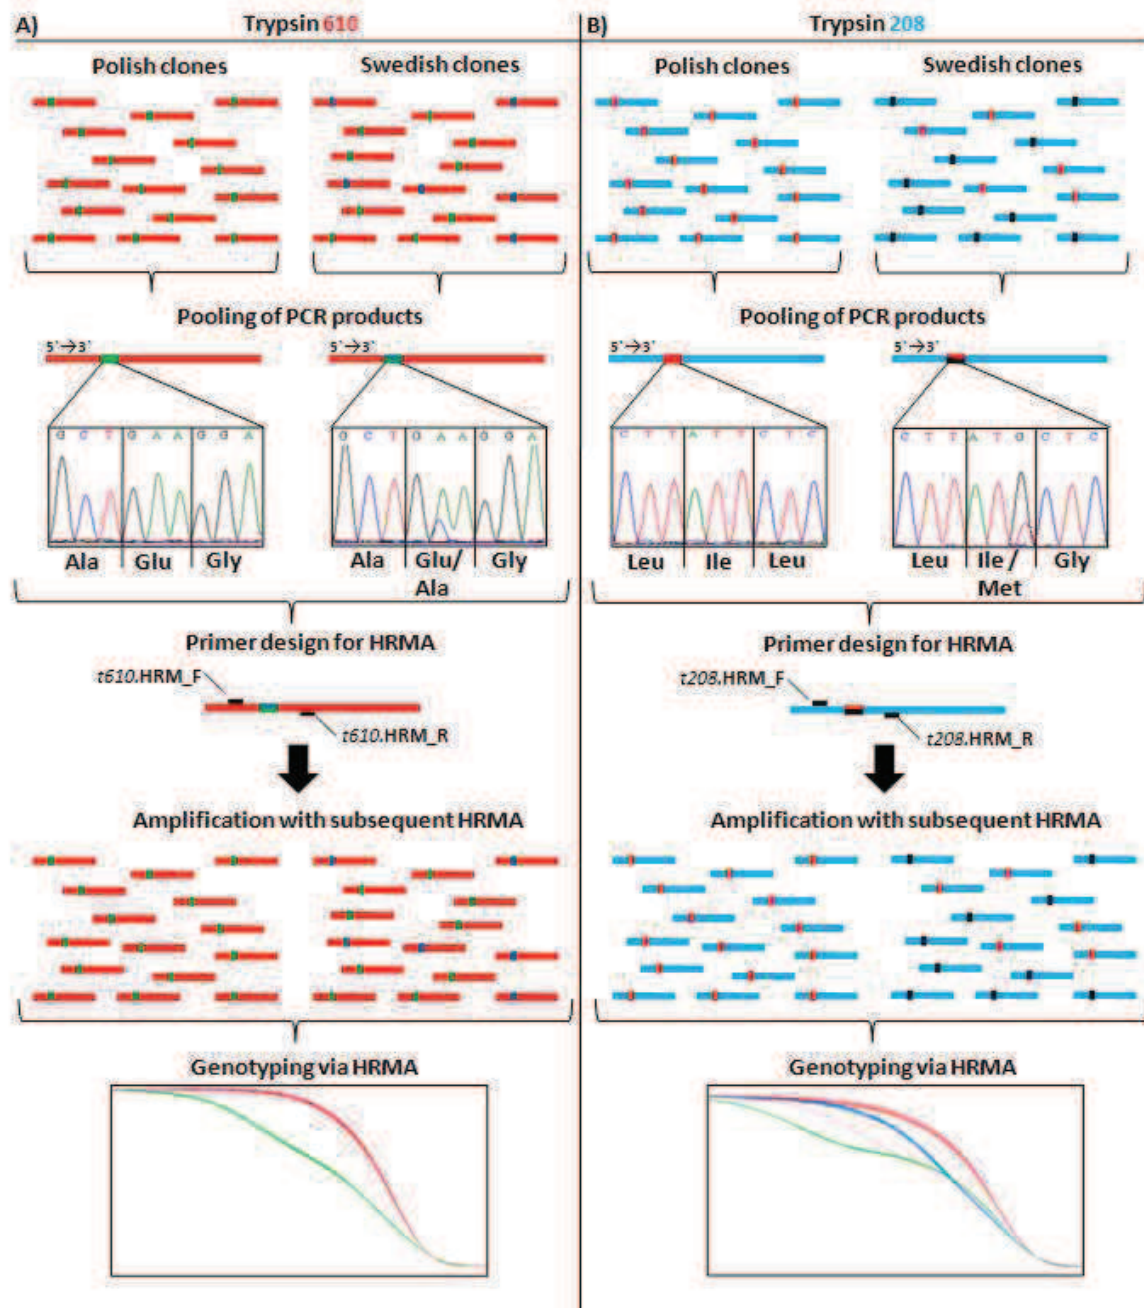 A)
Trypsin 610
B)
Trypsin 208
Polish clones
Swedish clones
Polish clones
Swedish clones
Pooling of PCR products
Pooling of PCR products
5'→3'
5'→3'
5'→3'
5'→3'
G C T G A A G G A
G C T G A A G G A
C T T A T T C T C
C T T A T G C T C
Ala Glu Gly
Ala Glu/ Gly
Ala
Leu Ile Leu
Leu Ile / Gly
Met
Primer design for HRMA
Primer design for HRMA
t610.HRM_F
t610.HRM_R
t208.HRM_F
t208.HRM_R
Amplification with subsequent HRMA
Amplification with subsequent HRMA
Genotyping via HRMA
Genotyping via HRMA